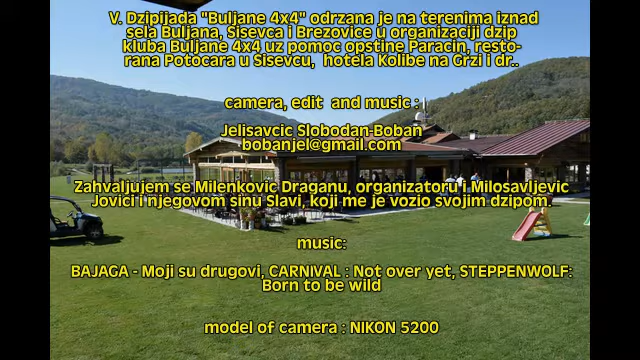 V. Dzipijada "Buljane 4x4" odrzana je na terenima iznad
sela Buljana, Sisevca i Brezovice u organizaciji dzip
kluba Buljane 4x4 uz pomoc opstine Paracin, resto-
rana Potocara u Sisevcu, hotela Kolibe na Grzi i dr..
camera, edit and music :
Jelisavcic Slobodan-Boban
bobanjel@gmail.com
Zahvaljujem se Milenkovic Draganu, organizatoru i Milosavljevic
Jovici i njegovom sinu Slavi, koji me je vozio svojim dzipom.
music:
BAJAGA - Moji su drugovi, CARNIVAL : Not over yet, STEPPENWOLF:
Born to be wild
model of camera : NIKON 5200